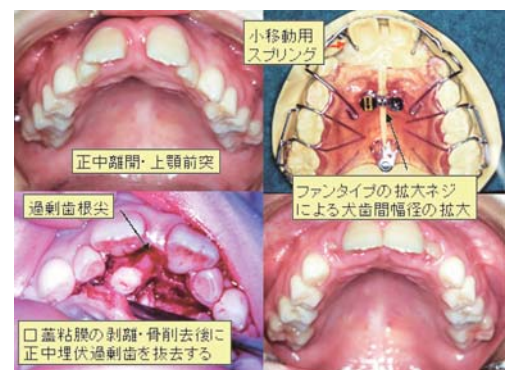 正中離開・上顎前突
小移動用
スプリング
ファンタイプの拡大ネジ
による犬歯間幅径の拡大
過剰歯根尖
口蓋粘膜の剥離・骨削去後に
正中埋伏過剰歯を抜去する